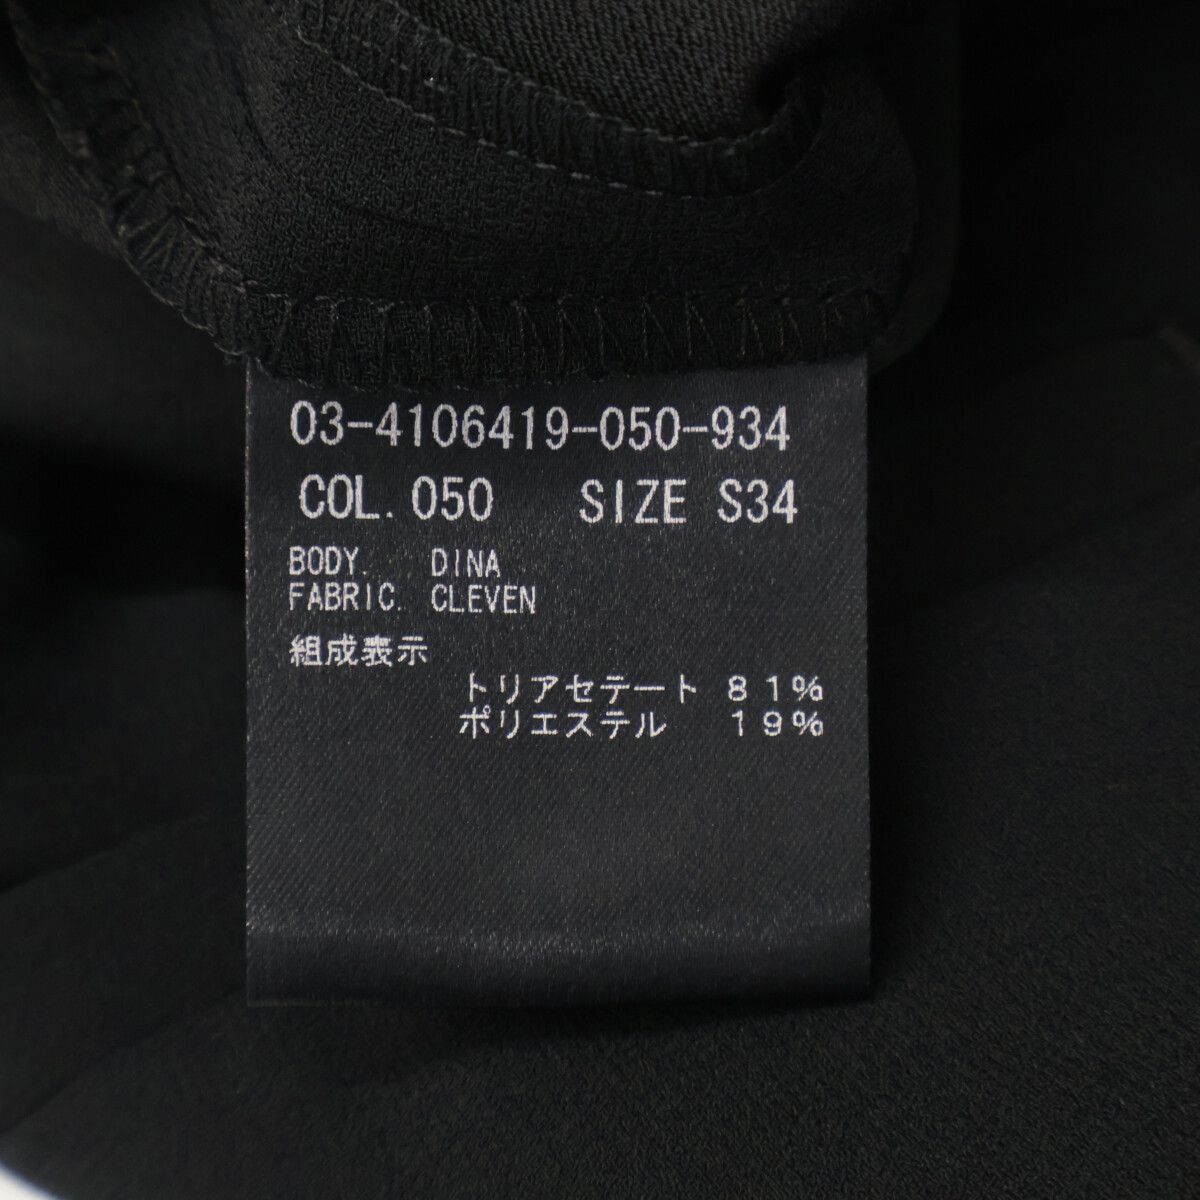 03-4106419-050-934
COL. 050 SIZE S34
BODY. DINA
FABRIC. CLEVEN
組成表示
トリアセテート 81%
ポリエステル 19%